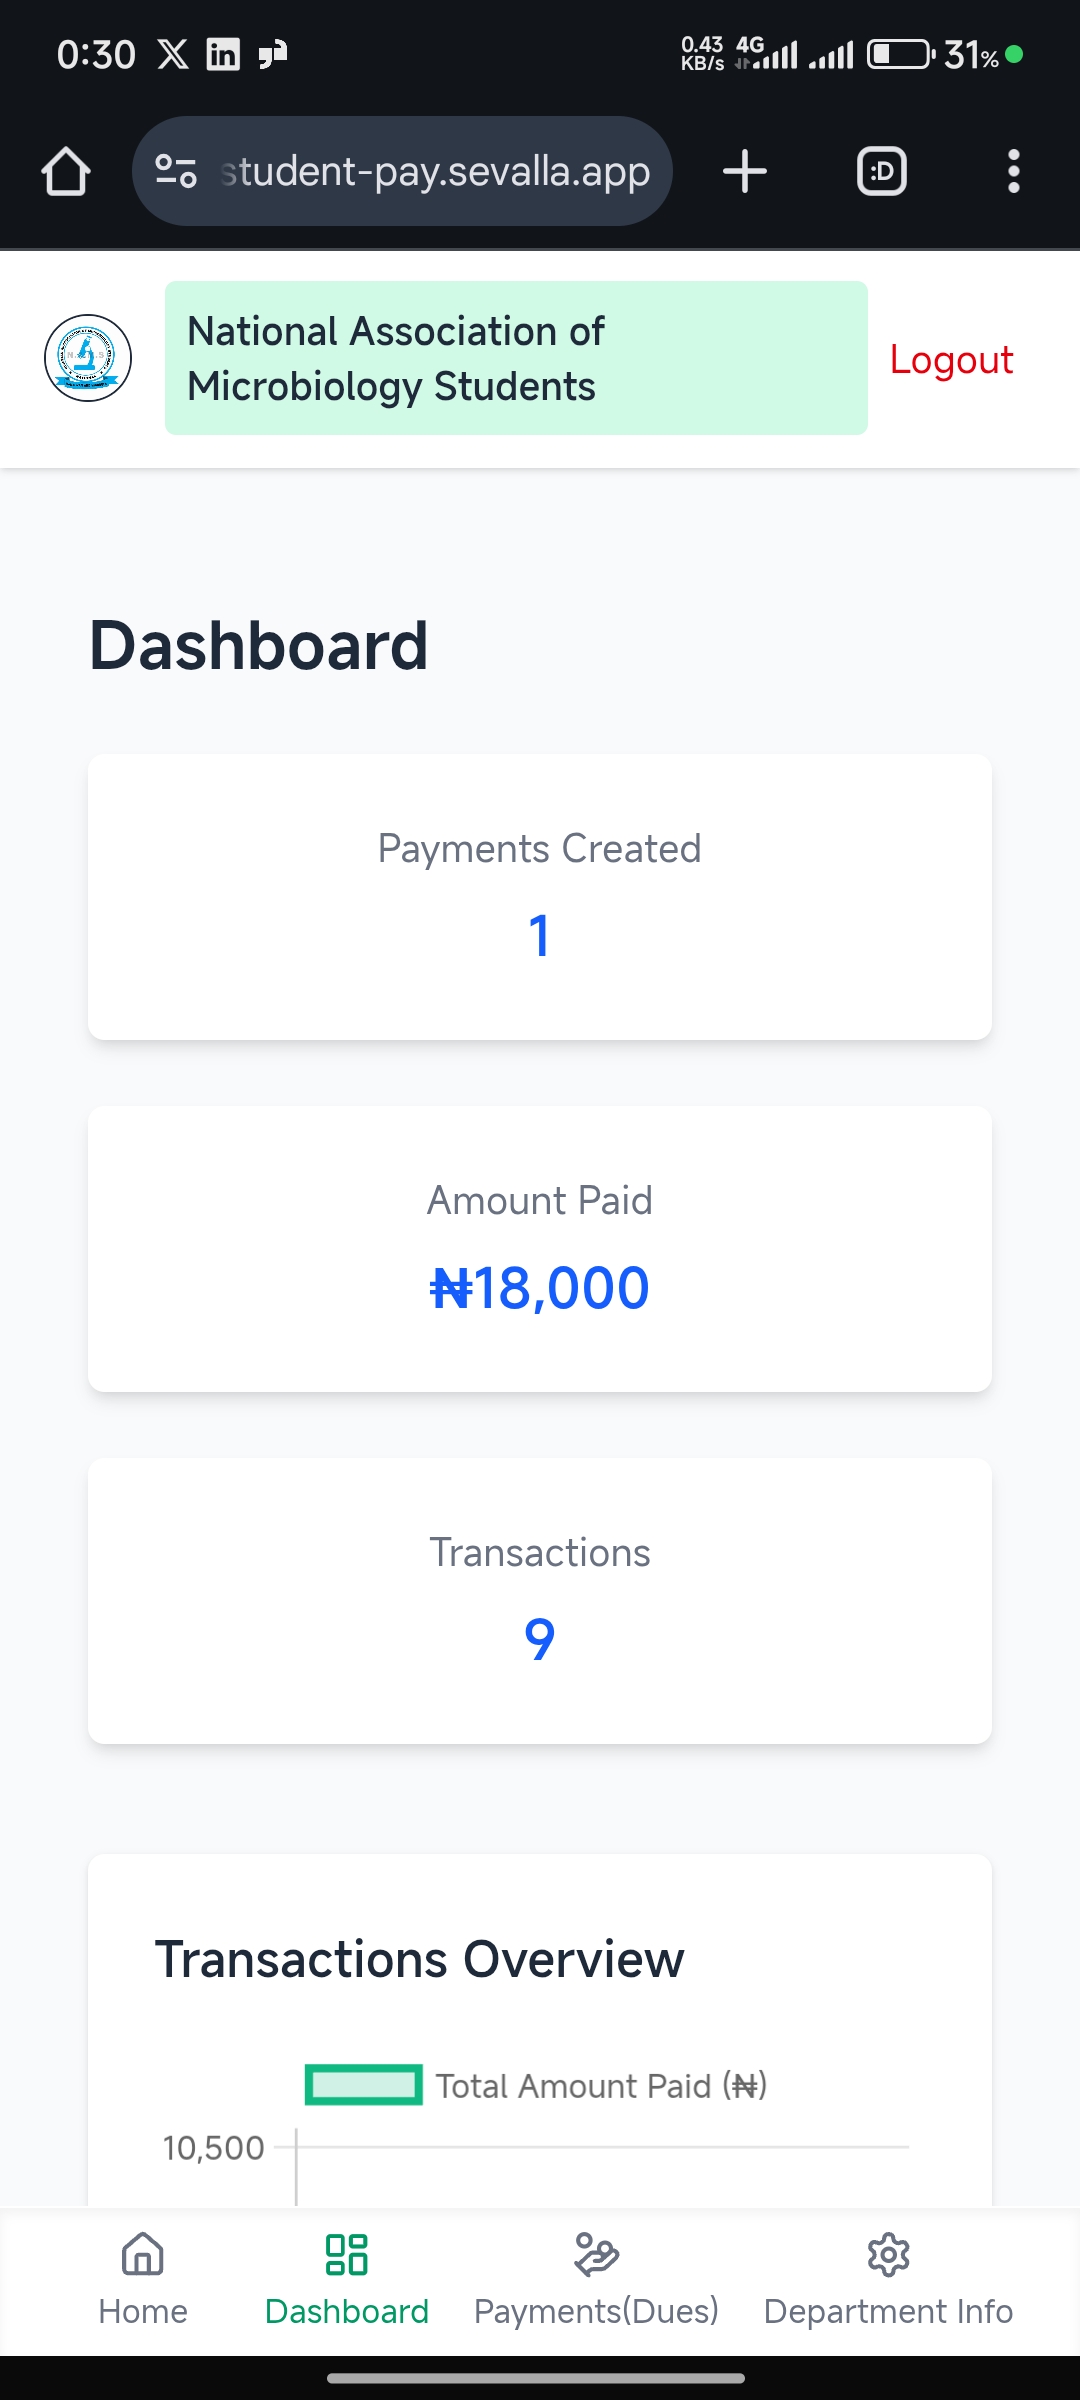 0:30
0.43 KB/s 4G 31%
student-pay.sevalla.app
:D
National Association of
Microbiology Students
Logout
Dashboard
Payments Created
1
Amount Paid
₦18,000
Transactions
9
Transactions Overview
Total Amount Paid (₦)
10,500
Home Dashboard Payments(Dues) Department Info